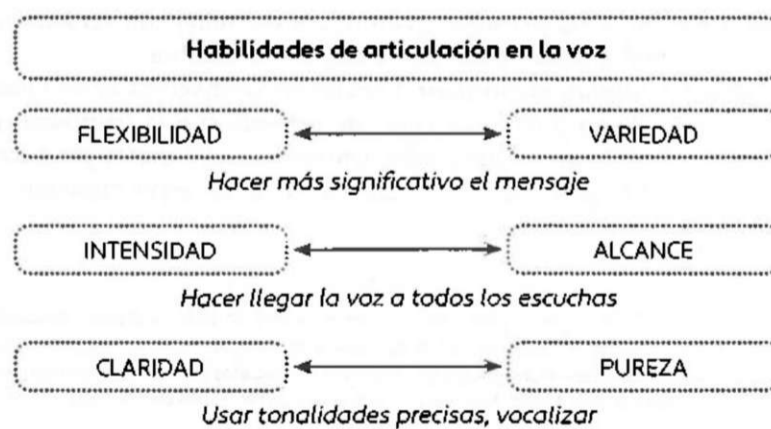 Habilidades de articulación en la voz
FLEXIBILIDAD VARIEDAD
Hacer más significativo el mensaje
INTENSIDAD ALCANCE
Hacer llegar la voz a todos los escuchas
CLARIDAD PUREZA
Usar tonalidades precisas, vocalizar